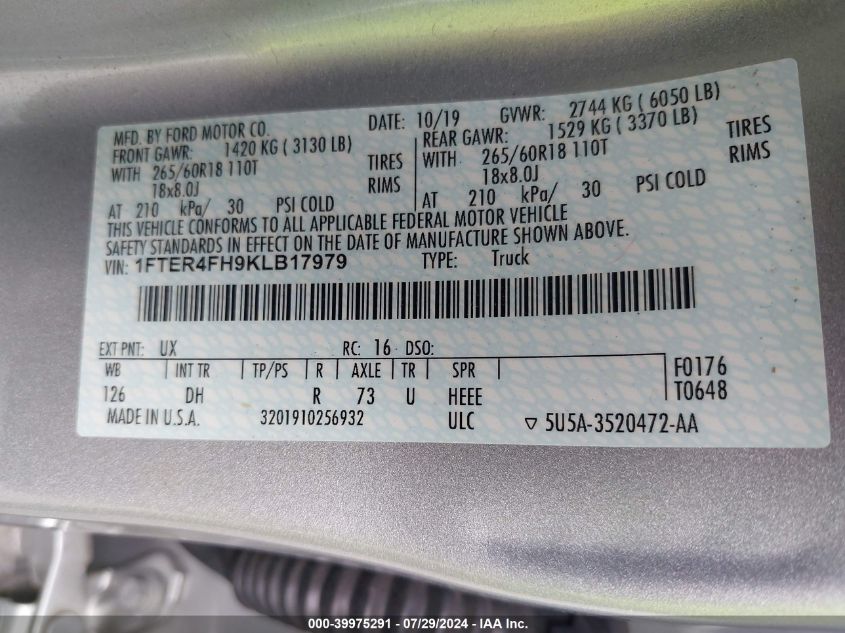 MFD. BY FORD MOTOR CO. DATE: 10/19 GVWR: 2744 KG ( 6050 LB)
FRONT GAWR: 1420 KG ( 3130 LB) REAR GAWR: 1529 KG ( 3370 LB)
WITH 265/60R18 110T TIRES WITH 265/60R18 110T TIRES
18x8.0J RIMS 18x8.0J RIMS
AT 210 kPa/ 30 PSI COLD AT 210 kPa/ 30 PSI COLD
THIS VEHICLE CONFORMS TO ALL APPLICABLE FEDERAL MOTOR VEHICLE
SAFETY STANDARDS IN EFFECT ON THE DATE OF MANUFACTURE SHOWN ABOVE.
VIN: 1FTER4FH9KLB17979 TYPE: Truck
EXT PNT: UX RC: 16 DSO:
WB INT TR TP/PS R AXLE TR SPR F0176
126 DH R 73 U HEEE T0648
MADE IN U.S.A. 3201910256932 ULC ▽ 5U5A-3520472-AA
000-39975291 - 07/29/2024 - IAA, Inc.